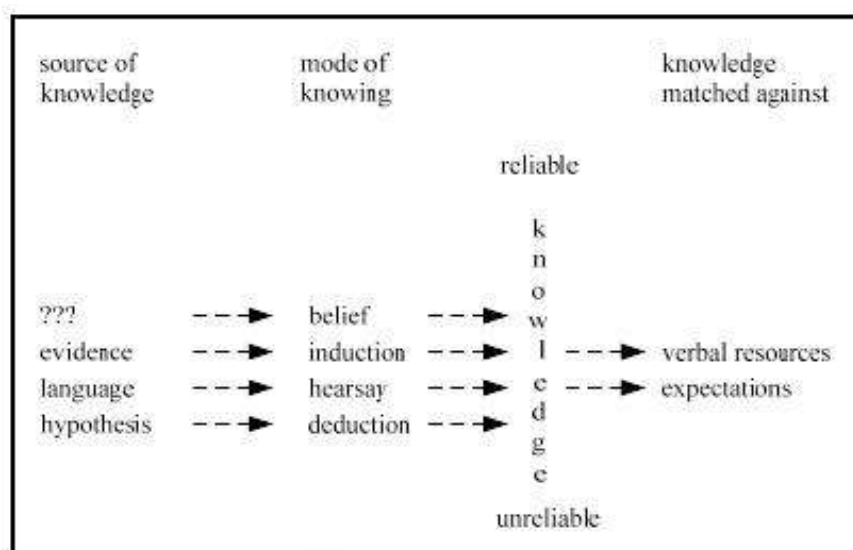 source of knowledge
mode of knowing
knowledge matched against
reliable
k
n
o
??? belief w
evidence induction l verbal resources
language hearsay e expectations
hypothesis deduction d
g
e
unreliable